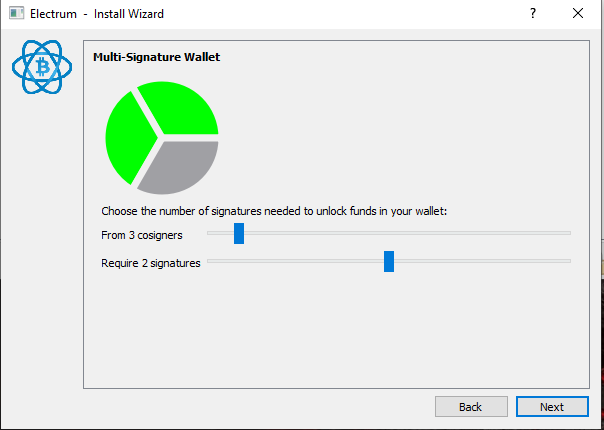 Electrum - Install Wizard
Multi-Signature Wallet
Choose the number of signatures needed to unlock funds in your wallet:
From 3 cosigners
Require 2 signatures
Back
Next